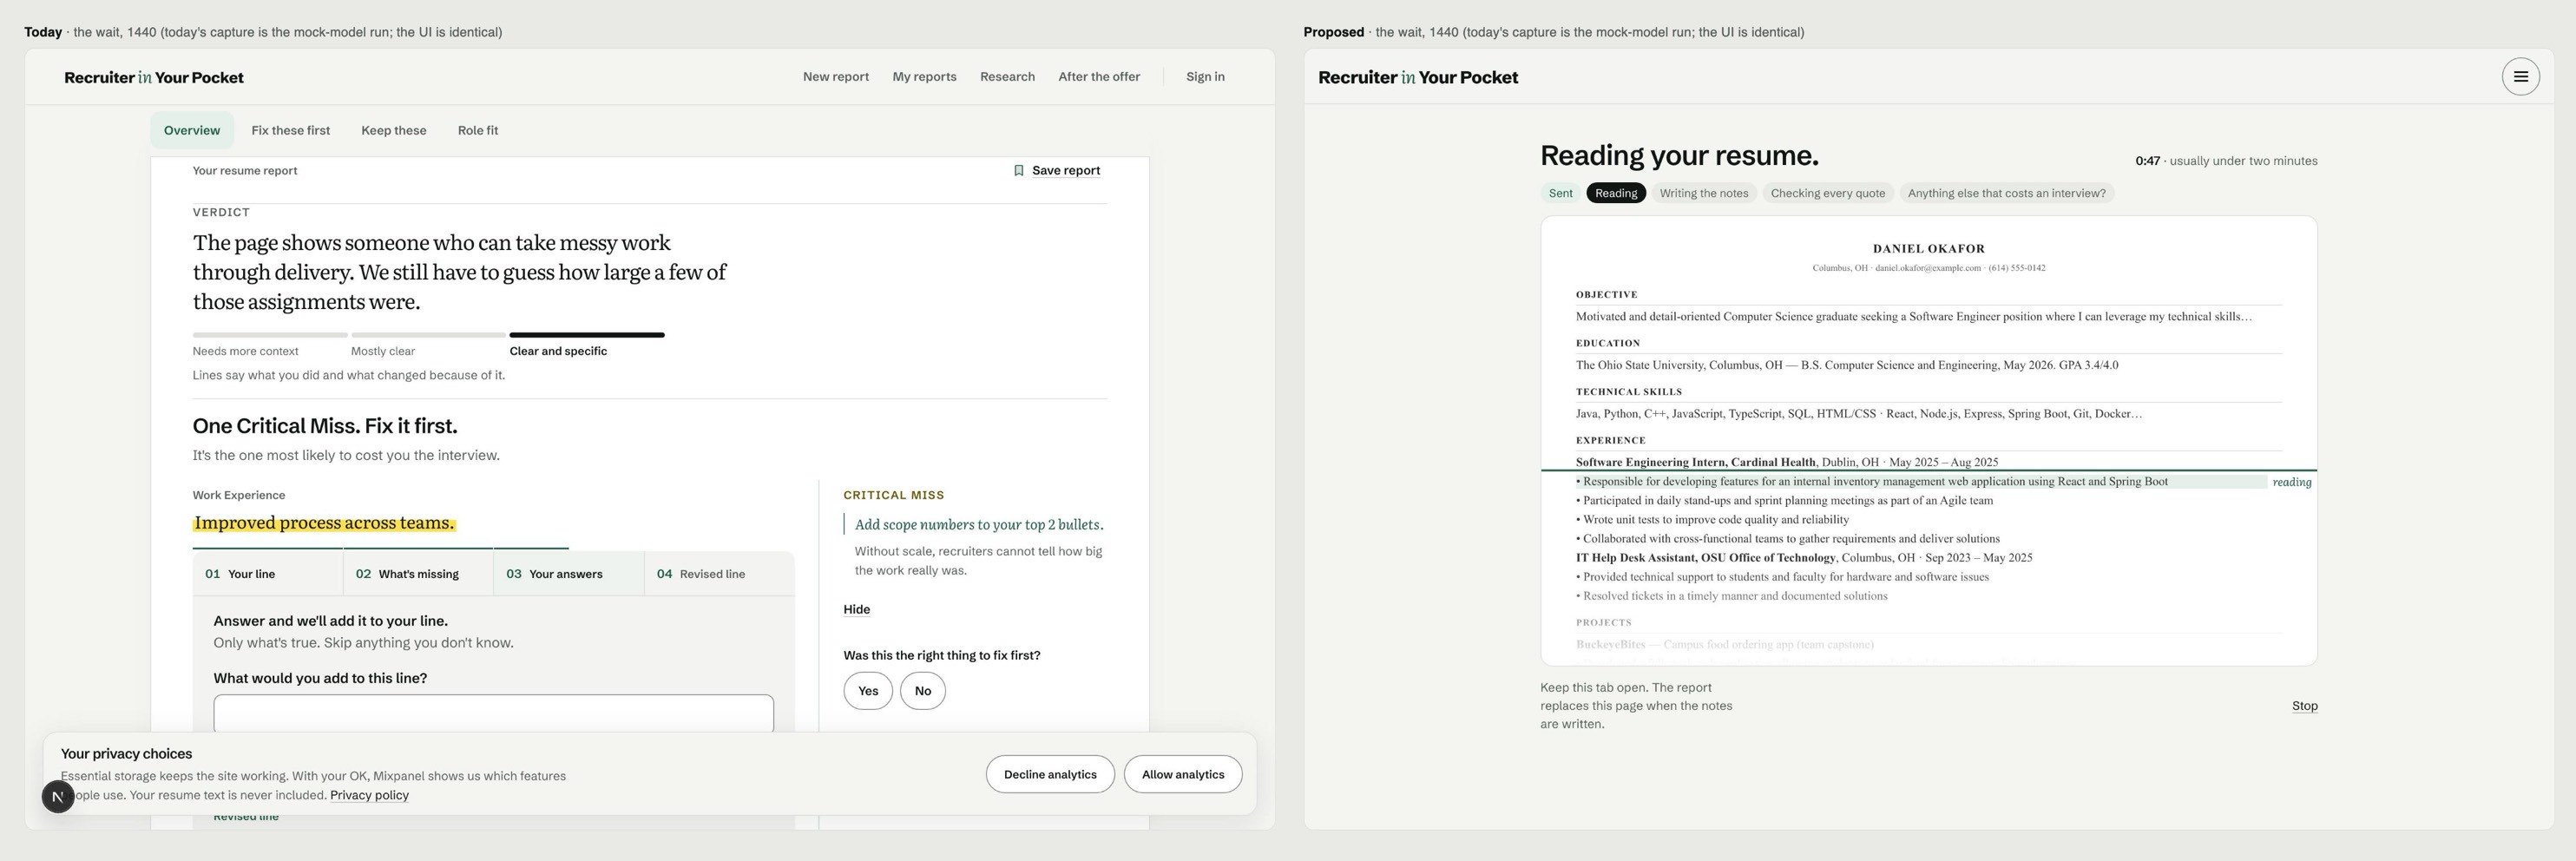 Today · the wait, 1440 (today's capture is the mock-model run; the UI is identical)
Recruiter in Your Pocket
New report
My reports
Research
After the offer
Sign in
Overview
Fix these first
Keep these
Role fit
Your resume report
Save report
VERDICT
The page shows someone who can take messy work
through delivery. We still have to guess how large a few of
those assignments were.
Needs more context
Mostly clear
Clear and specific
Lines say what you did and what changed because of it.
One Critical Miss. Fix it first.
It's the one most likely to cost you the interview.
Work Experience
Improved process across teams.
01 Your line
02 What's missing
03 Your answers
04 Revised line
Answer and we'll add it to your line.
Only what's true. Skip anything you don't know.
What would you add to this line?
CRITICAL MISS
Add scope numbers to your top 2 bullets.
Without scale, recruiters cannot tell how big
the work really was.
Hide
Was this the right thing to fix first?
Yes
No
Your privacy choices
Essential storage keeps the site working. With your OK, Mixpanel shows us which features
ople use. Your resume text is never included. Privacy policy
N
Decline analytics
Allow analytics
Revised line
Proposed · the wait, 1440 (today's capture is the mock-model run; the UI is identical)
Recruiter in Your Pocket
Reading your resume.
0:47 · usually under two minutes
Sent
Reading
Writing the notes
Checking every quote
Anything else that costs an interview?
DANIEL OKAFOR
Columbus, OH · daniel.okafor@example.com · (614) 555-0142
OBJECTIVE
Motivated and detail-oriented Computer Science graduate seeking a Software Engineer position where I can leverage my technical skills…
EDUCATION
The Ohio State University, Columbus, OH — B.S. Computer Science and Engineering, May 2026. GPA 3.4/4.0
TECHNICAL SKILLS
Java, Python, C++, JavaScript, TypeScript, SQL, HTML/CSS · React, Node.js, Express, Spring Boot, Git, Docker…
EXPERIENCE
Software Engineering Intern, Cardinal Health, Dublin, OH · May 2025 – Aug 2025
• Responsible for developing features for an internal inventory management web application using React and Spring Boot
reading
• Participated in daily stand-ups and sprint planning meetings as part of an Agile team
• Wrote unit tests to improve code quality and reliability
• Collaborated with cross-functional teams to gather requirements and deliver solutions
IT Help Desk Assistant, OSU Office of Technology, Columbus, OH · Sep 2023 – May 2025
• Provided technical support to students and faculty for hardware and software issues
• Resolved tickets in a timely manner and documented solutions
PROJECTS
BuckeyeBites — Campus food ordering app (team capstone)
Keep this tab open. The report
replaces this page when the notes
are written.
Stop